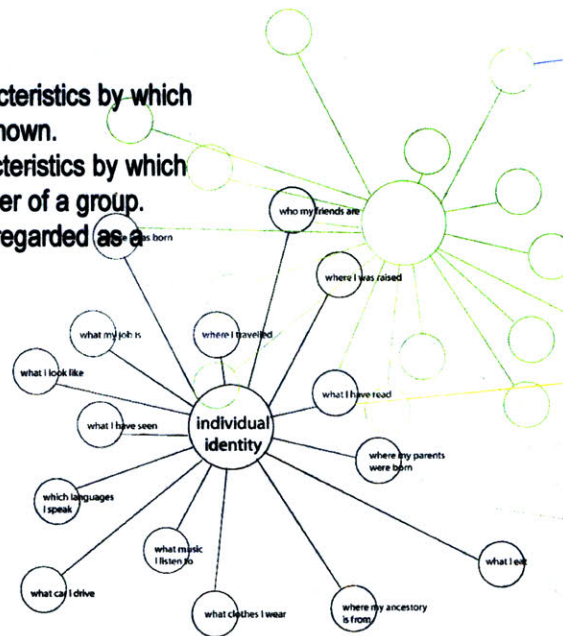 cteristics by which
nown.
cteristics by which
er of a group.
regarded as a
who my friends are
was born
where I was raised
what my job is
where I travelled
what I look like
what I have read
what I have seen
individual
identity
where my parents
were born
which languages
I speak
what music
I listen to
what I eat
what car I drive
what clothes I wear
where my ancestory
is from